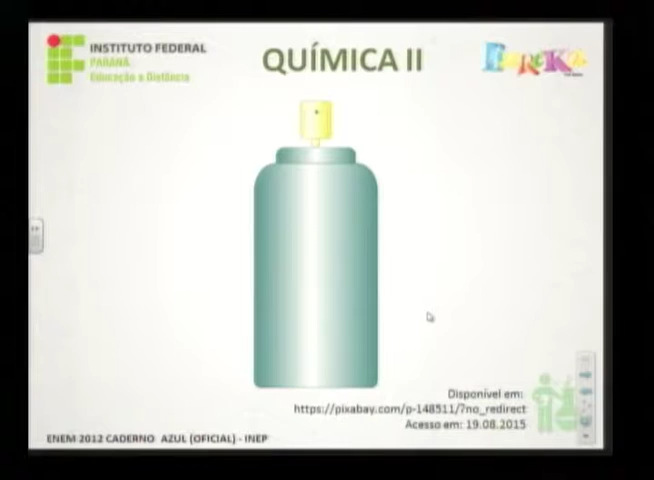 INSTITUTO FEDERAL
PARANÁ
Educação a Distância
QUÍMICA II
EUREKA
Disponível em:
https://pixabay.com/p-148511/?no_redirect
Acesso em: 19.08.2015
ENEM 2012 CADERNO AZUL (OFICIAL) - INEP